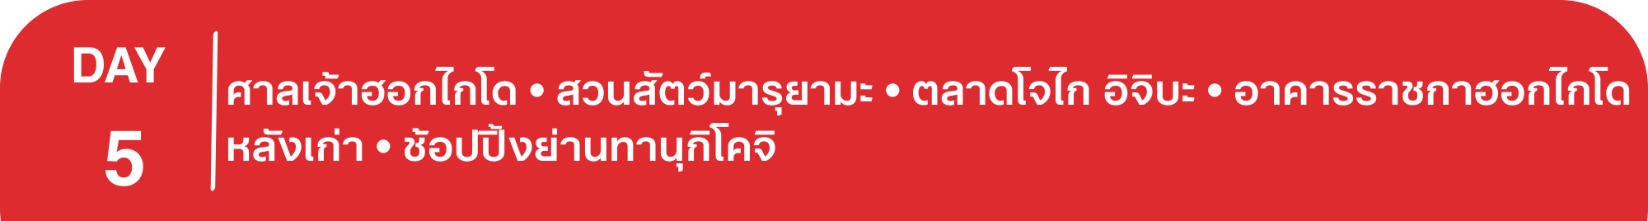 DAY
5
ศาลเจ้าฮอกไกโด • สวนสัตว์มารุยามะ • ตลาดโจไก อิจิบะ • อาคารราชกาฮอกไกโด
หลังเก่า • ช้อปปิ้งย่านทานุกิโคจิ